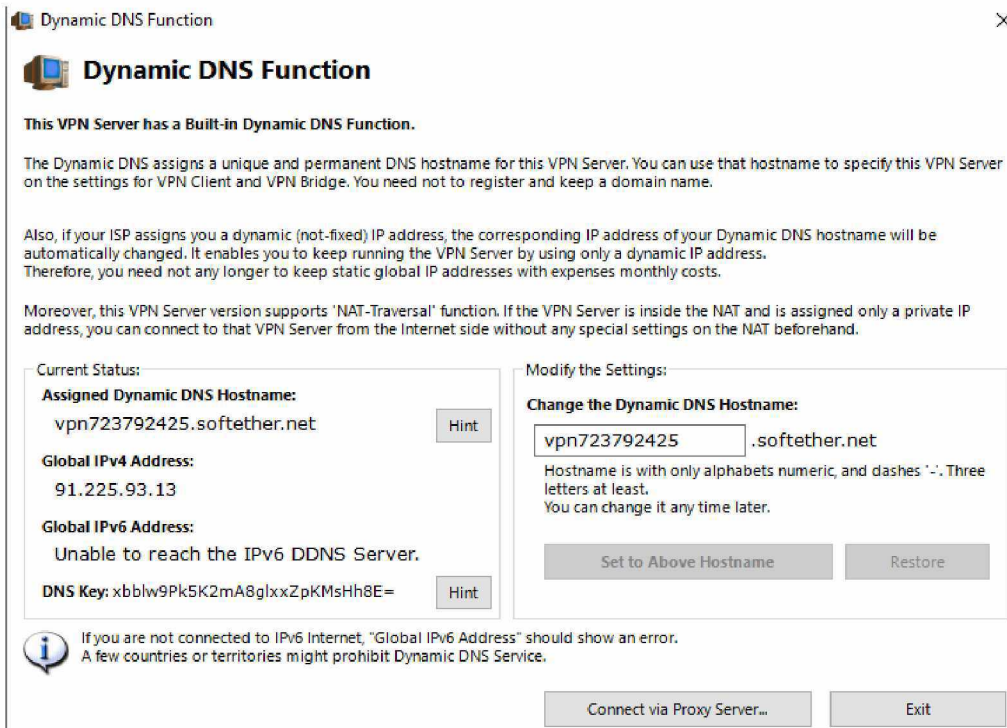 Dynamic DNS Function
Dynamic DNS Function
This VPN Server has a Built-in Dynamic DNS Function.
The Dynamic DNS assigns a unique and permanent DNS hostname for this VPN Server. You can use that hostname to specify this VPN Server
on the settings for VPN Client and VPN Bridge. You need not to register and keep a domain name.
Also, if your ISP assigns you a dynamic (not-fixed) IP address, the corresponding IP address of your Dynamic DNS hostname will be
automatically changed. It enables you to keep running the VPN Server by using only a dynamic IP address.
Therefore, you need not any longer to keep static global IP addresses with expenses monthly costs.
Moreover, this VPN Server version supports 'NAT-Traversal' function. If the VPN Server is inside the NAT and is assigned only a private IP
address, you can connect to that VPN Server from the Internet side without any special settings on the NAT beforehand.
Current Status:
Assigned Dynamic DNS Hostname:
vpn723792425.softether.net
Hint
Global IPv4 Address:
91.225.93.13
Global IPv6 Address:
Unable to reach the IPv6 DDNS Server.
DNS Key: xbblw9Pk5K2mA8glxxZpKMsHh8E=
Hint
Modify the Settings:
Change the Dynamic DNS Hostname:
vpn723792425 .softether.net
Hostname is with only alphabets numeric, and dashes '-'. Three
letters at least.
You can change it any time later.
Set to Above Hostname
Restore
If you are not connected to IPv6 Internet, "Global IPv6 Address" should show an error.
A few countries or territories might prohibit Dynamic DNS Service.
Connect via Proxy Server...
Exit